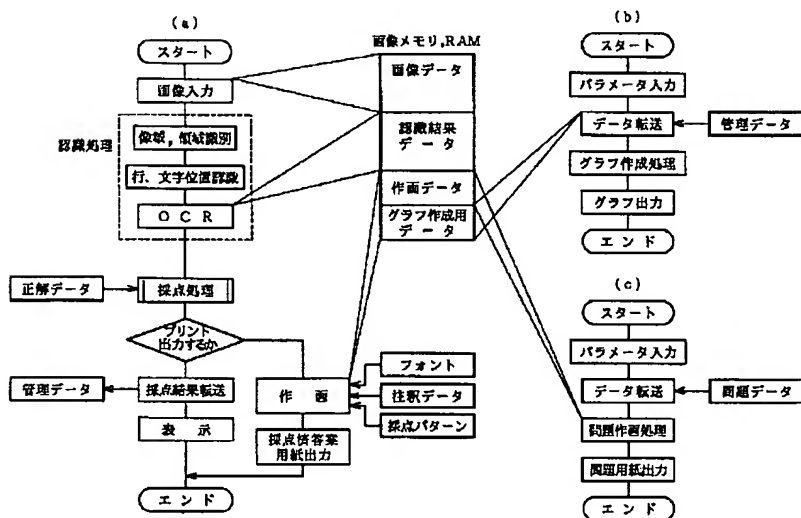 (a)
スタート
画像入力
認識処理
像域，領域識別
行、文字位置認識
ＯＣＲ
正解データ
採点処理
プリント
出力するか
管理データ
採点結果転送
表示
エンド
作画
採点済答案
用紙出力
フォント
注釈データ
採点パターン
画像メモリ,RAM
画像データ
認識結果
データ
作画データ
グラフ作成用
データ
(b)
スタート
パラメータ入力
データ転送
管理データ
グラフ作成処理
グラフ出力
エンド
(c)
スタート
パラメータ入力
データ転送
問題データ
問題作画処理
問題用紙出力
エンド